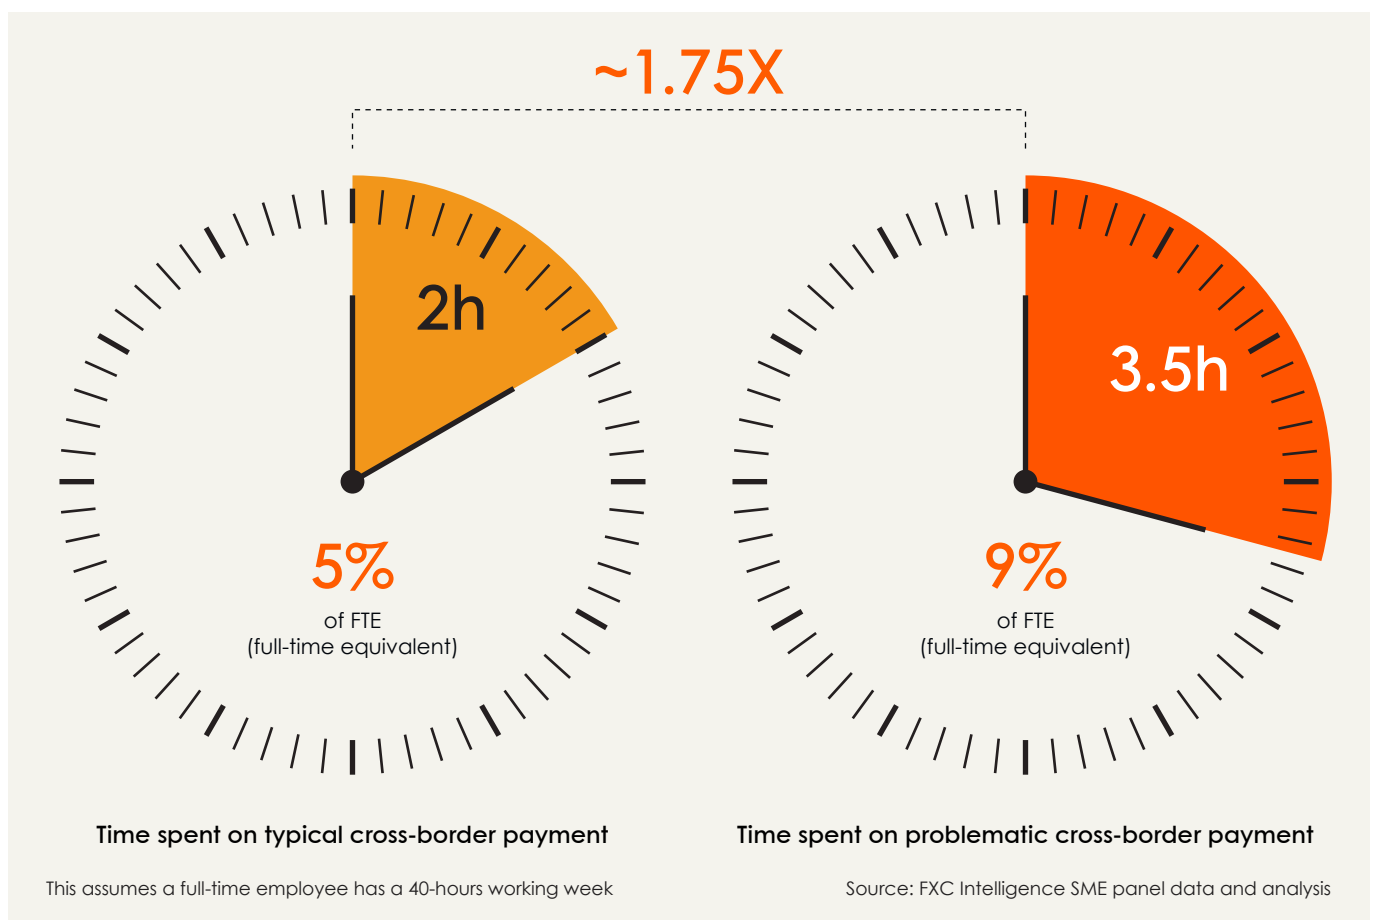 ~1.75X
2h
3.5h
5%
of FTE
(full-time equivalent)
9%
of FTE
(full-time equivalent)
Time spent on typical cross-border payment
Time spent on problematic cross-border payment
This assumes a full-time employee has a 40-hours working week
Source: FXC Intelligence SME panel data and analysis